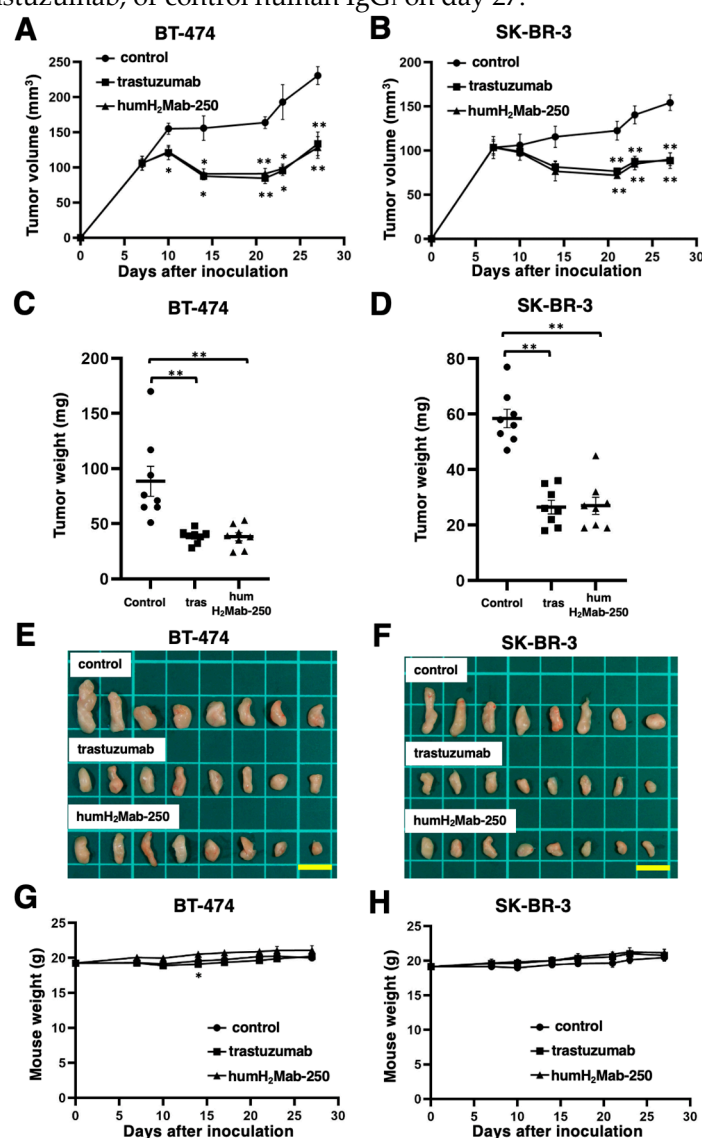 or control human IgG
on day 27.
A
BT-474
control
trastuzumab
humH₂Mab-250
Tumor volume (mm³)
250
200
150
100
50
0
** 
* * ** *
* * ** * **
0 5 10 15 20 25 30
Days after inoculation
B
SK-BR-3
control
trastuzumab
humH₂Mab-250
Tumor volume (mm³)
200
150
100
50
0
** ** **
** ** **
0 5 10 15 20 25 30
Days after inoculation
C
BT-474
Tumor weight (mg)
200
150
100
50
0
**
**
Control tras hum
H₂Mab-250
D
SK-BR-3
Tumor weight (mg)
80
60
40
20
0
**
**
Control tras hum
H₂Mab-250
E
BT-474
control
trastuzumab
humH₂Mab-250
F
SK-BR-3
control
trastuzumab
humH₂Mab-250
G
BT-474
Mouse weight (g)
25
20
15
10
5
0
*
control
trastuzumab
humH₂Mab-250
0 5 10 15 20 25 30
Days after inoculation
H
SK-BR-3
Mouse weight (g)
25
20
15
10
5
0
control
trastuzumab
humH₂Mab-250
0 5 10 15 20 25 30
Days after inoculation